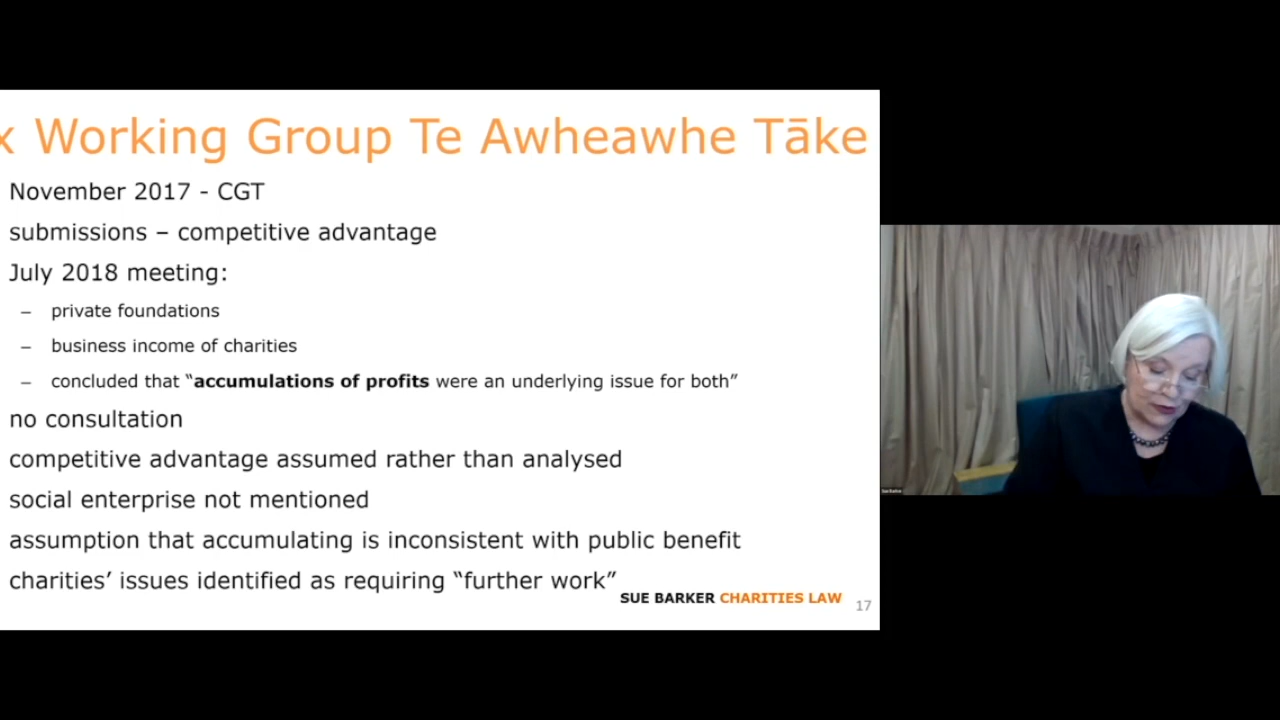 x Working Group Te Awheawhe Tāke
November 2017 - CGT
submissions – competitive advantage
July 2018 meeting:
– private foundations
– business income of charities
– concluded that “accumulations of profits were an underlying issue for both”
no consultation
competitive advantage assumed rather than analysed
social enterprise not mentioned
assumption that accumulating is inconsistent with public benefit
charities’ issues identified as requiring “further work”
SUE BARKER CHARITIES LAW
17
Sue Barker